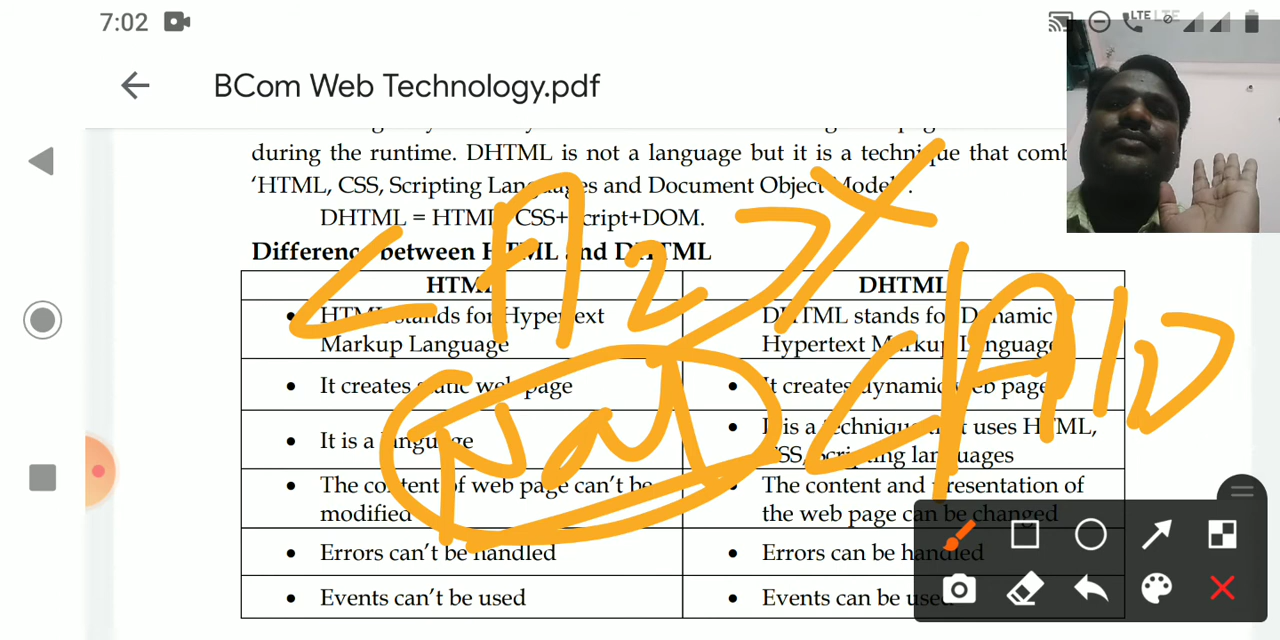 7:02
LTE LTE
BCom Web Technology.pdf
during the runtime. DHTML is not a language but it is a technique that
'HTML, CSS, Scripting Languages and Document Object Model'.
DHTML = HTML+CSS+Script+DOM.
Difference between HTML and DHTML
HTML
DHTML
• HTML stands for Hypertext
Markup Language
• DHTML stands for Dynamic
Hypertext Markup Language
• It creates static web page
• It creates dynamic web page
• It is a language
• It is a technique that uses HTML,
CSS, Scripting languages
• The content of web page can't be
modified
• The content and presentation of
the web page can be changed
• Errors can't be handled
• Errors can be handled
• Events can't be used
• Events can be used